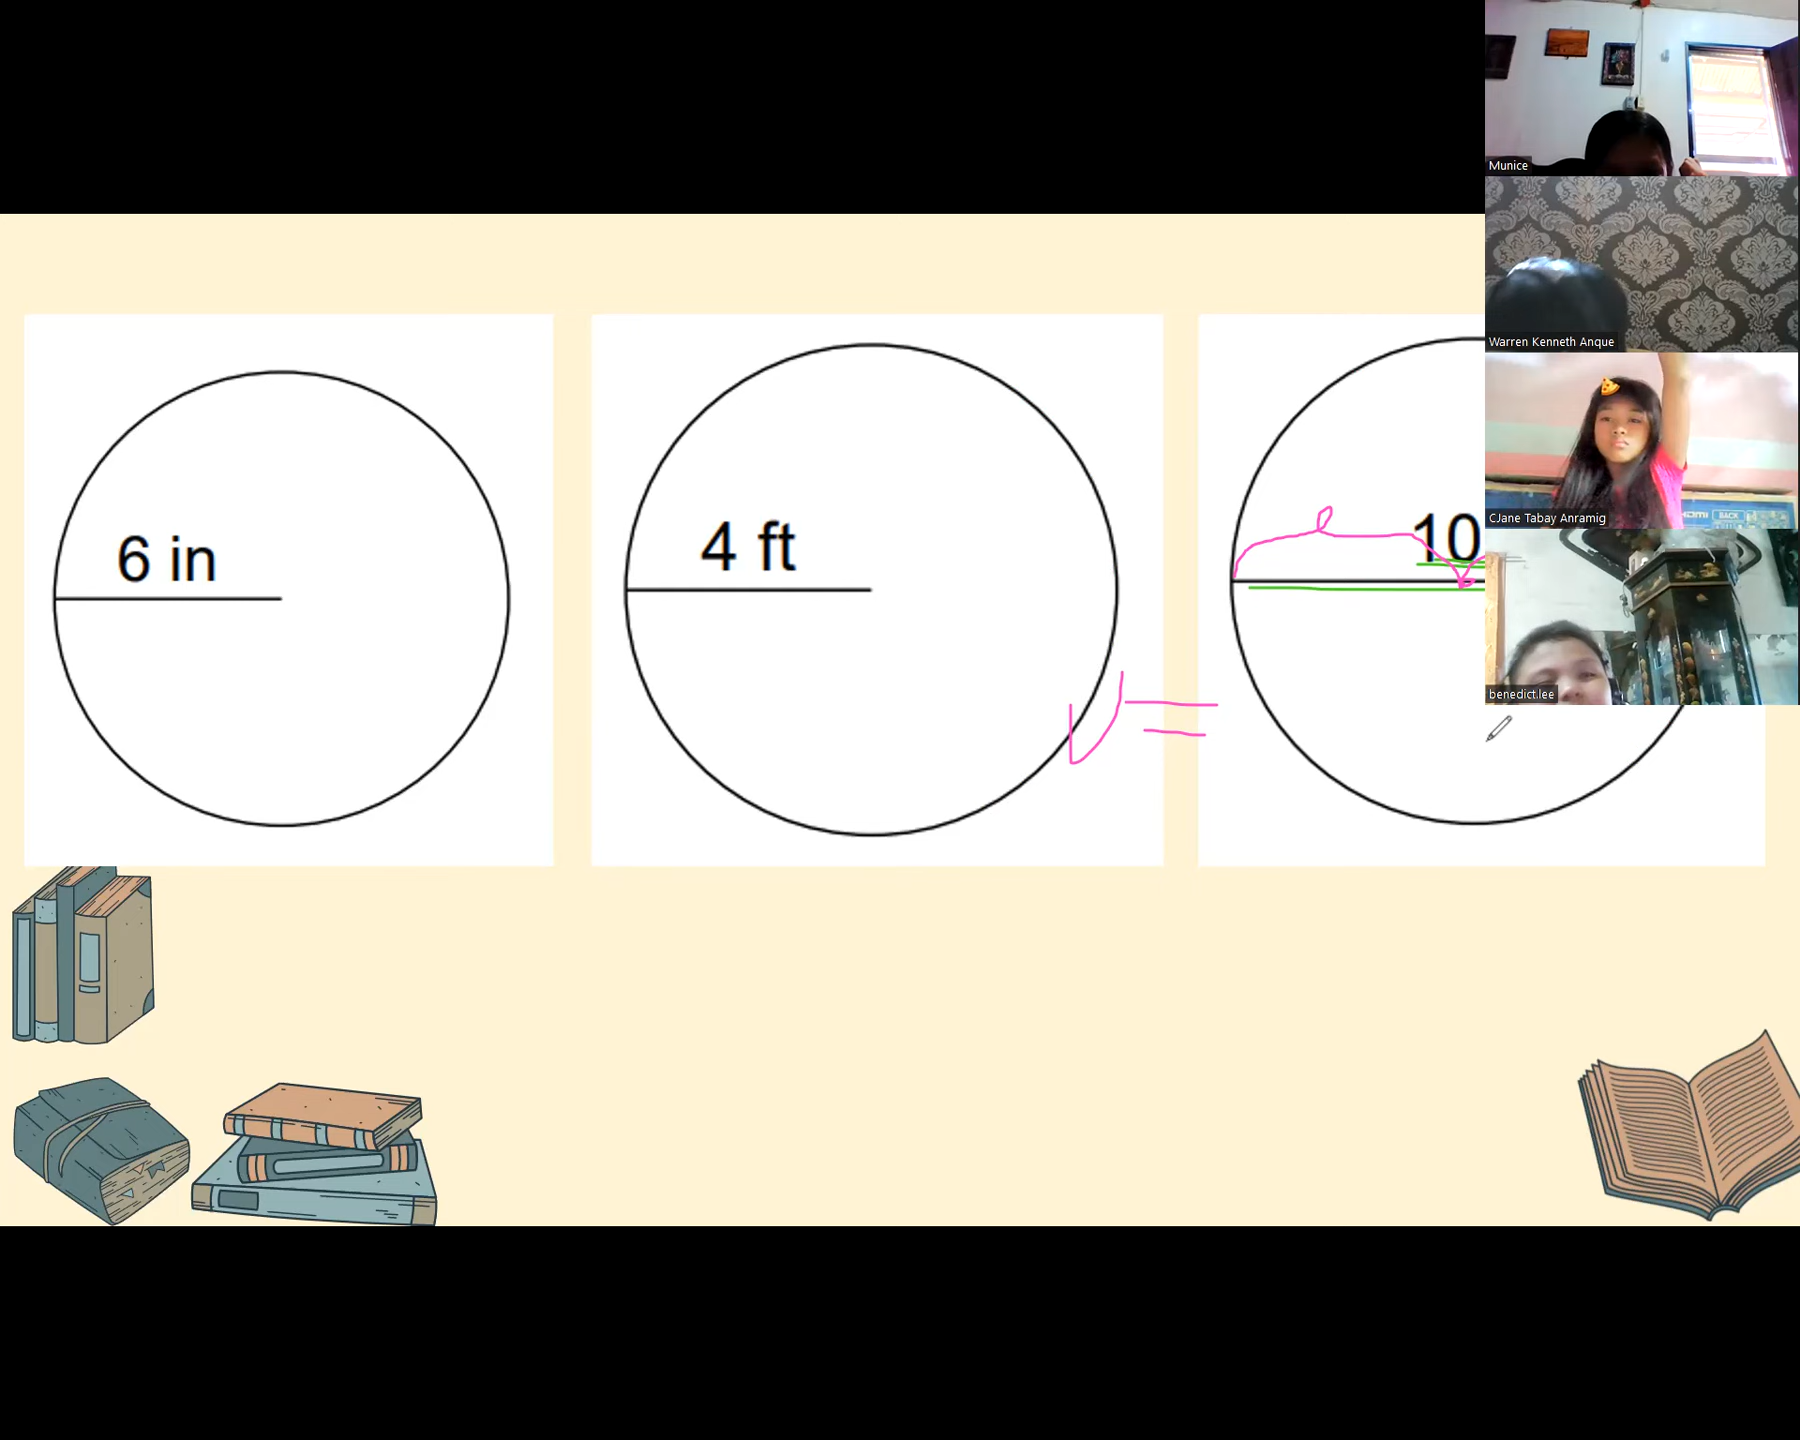 6 in
4 ft
10
=
Munice
Warren Kenneth Anque
CJane Tabay Anramig
benedict.lee